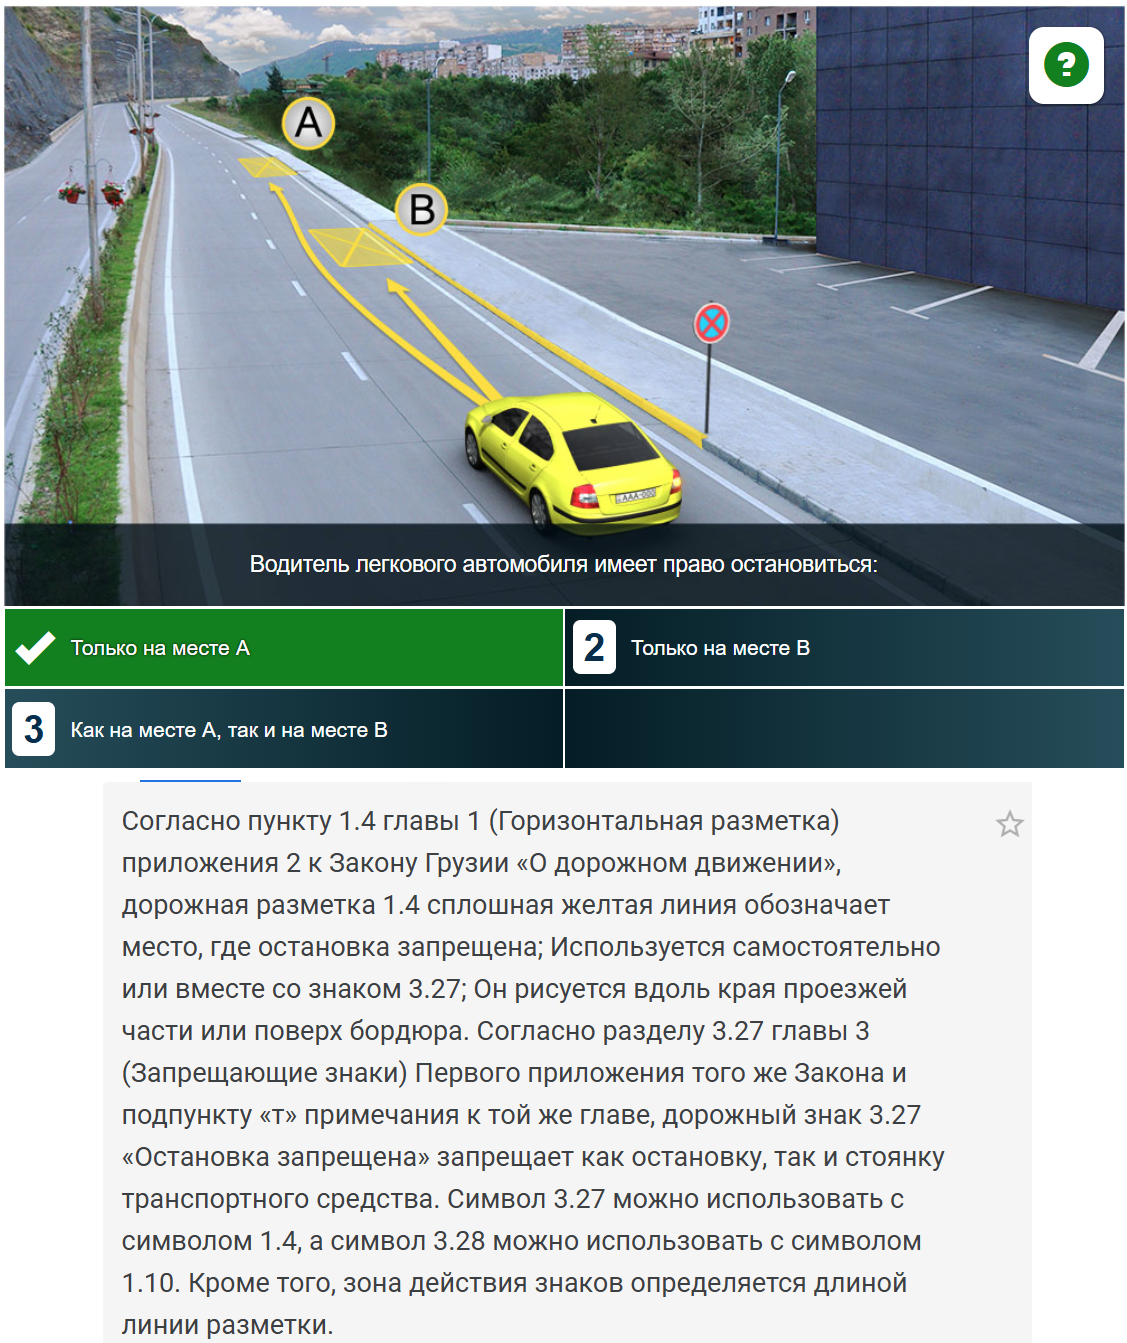 A
B
?
AAA-000
Водитель легкового автомобиля имеет право остановиться:
Только на месте A
2 Только на месте B
3 Как на месте A, так и на месте B
Согласно пункту 1.4 главы 1 (Горизонтальная разметка)
приложения 2 к Закону Грузии «О дорожном движении»,
дорожная разметка 1.4 сплошная желтая линия обозначает
место, где остановка запрещена; Используется самостоятельно
или вместе со знаком 3.27; Он рисуется вдоль края проезжей
части или поверх бордюра. Согласно разделу 3.27 главы 3
(Запрещающие знаки) Первого приложения того же Закона и
подпункту «т» примечания к той же главе, дорожный знак 3.27
«Остановка запрещена» запрещает как остановку, так и стоянку
транспортного средства. Символ 3.27 можно использовать с
символом 1.4, а символ 3.28 можно использовать с символом
1.10. Кроме того, зона действия знаков определяется длиной
линии разметки.